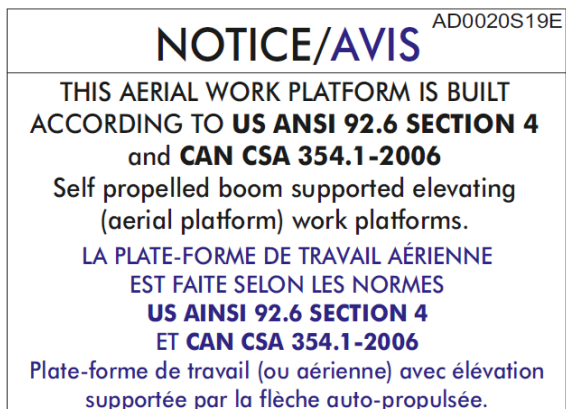 NOTICE/AVIS AD0020S19E
THIS AERIAL WORK PLATFORM IS BUILT
ACCORDING TO US ANSI 92.6 SECTION 4
and CAN CSA 354.1-2006
Self propelled boom supported elevating
(aerial platform) work platforms.
LA PLATE-FORME DE TRAVAIL AÉRIENNE
EST FAITE SELON LES NORMES
US AINSI 92.6 SECTION 4
ET CAN CSA 354.1-2006
Plate-forme de travail (ou aérienne) avec élévation
supportée par la flèche auto-propulsée.